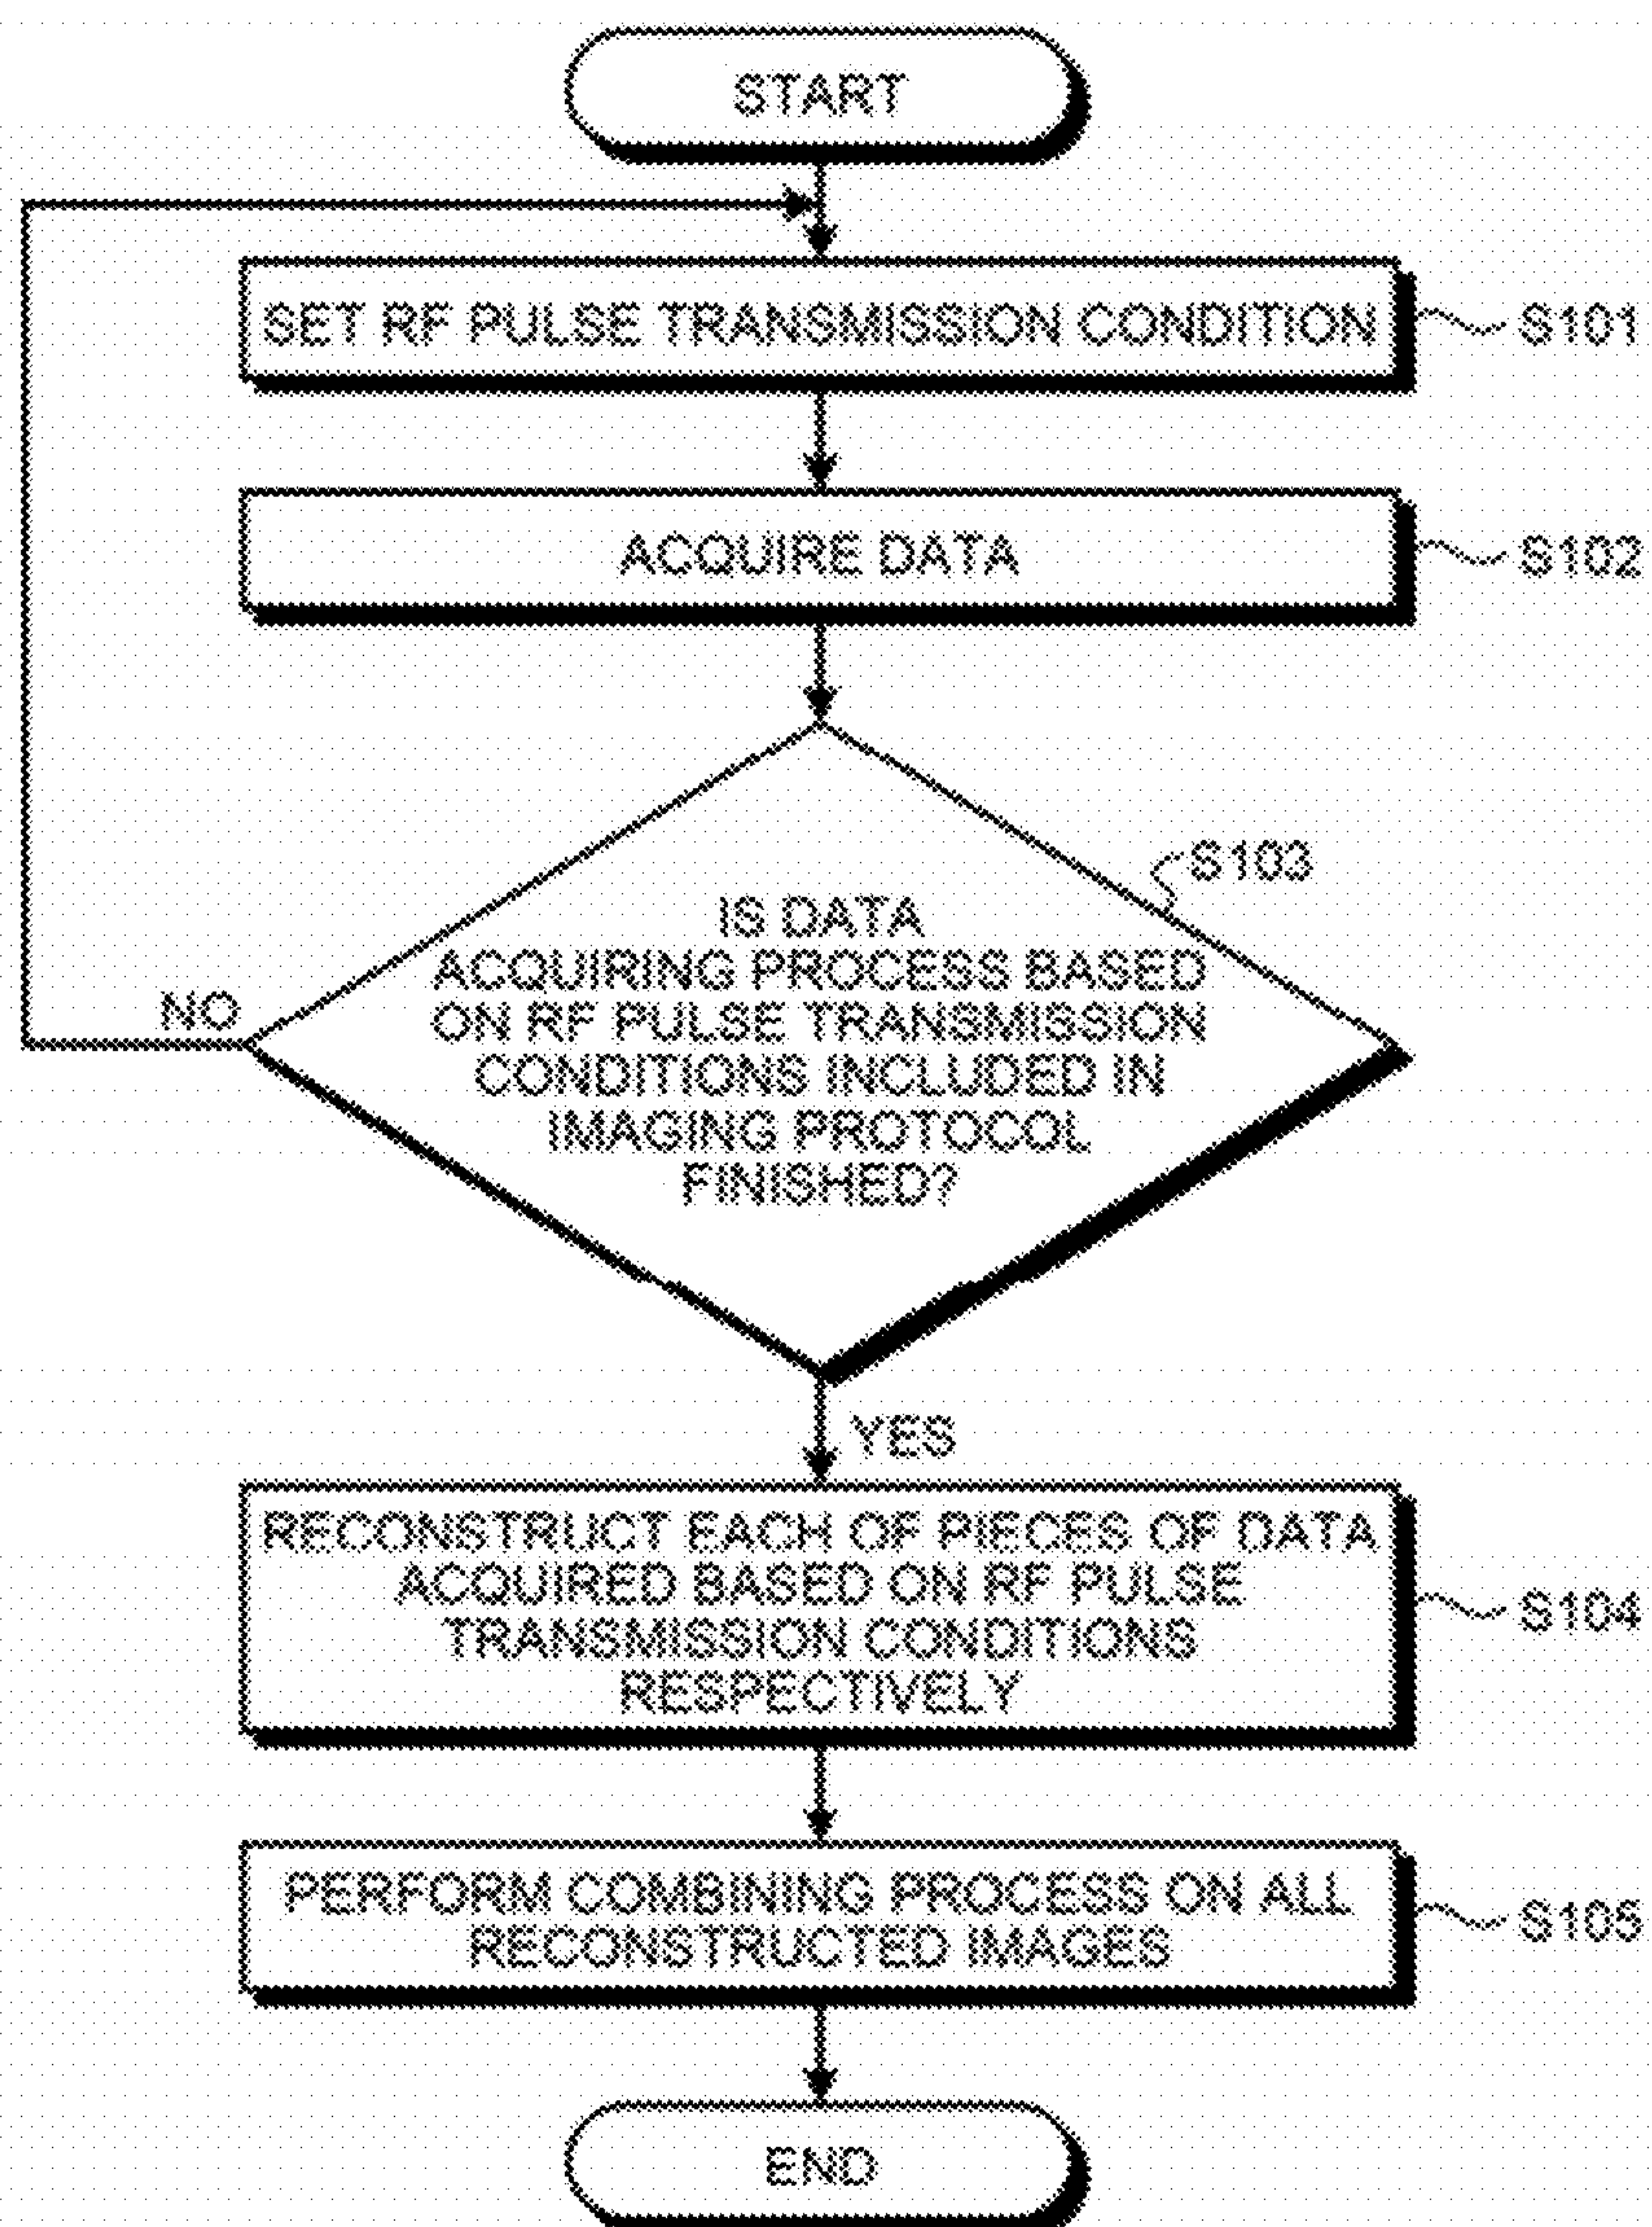 START
SET RF PULSE TRANSMISSION CONDITION
S101
ACQUIRE DATA
S102
S103
IS DATA
ACQUIRING PROCESS BASED
ON RF PULSE TRANSMISSION
CONDITIONS INCLUDED IN
IMAGING PROTOCOL
FINISHED?
NO
YES
RECONSTRUCT EACH OF PIECES OF DATA
ACQUIRED BASED ON RF PULSE
TRANSMISSION CONDITIONS
RESPECTIVELY
S104
PERFORM COMBINING PROCESS ON ALL
RECONSTRUCTED IMAGES
S105
END